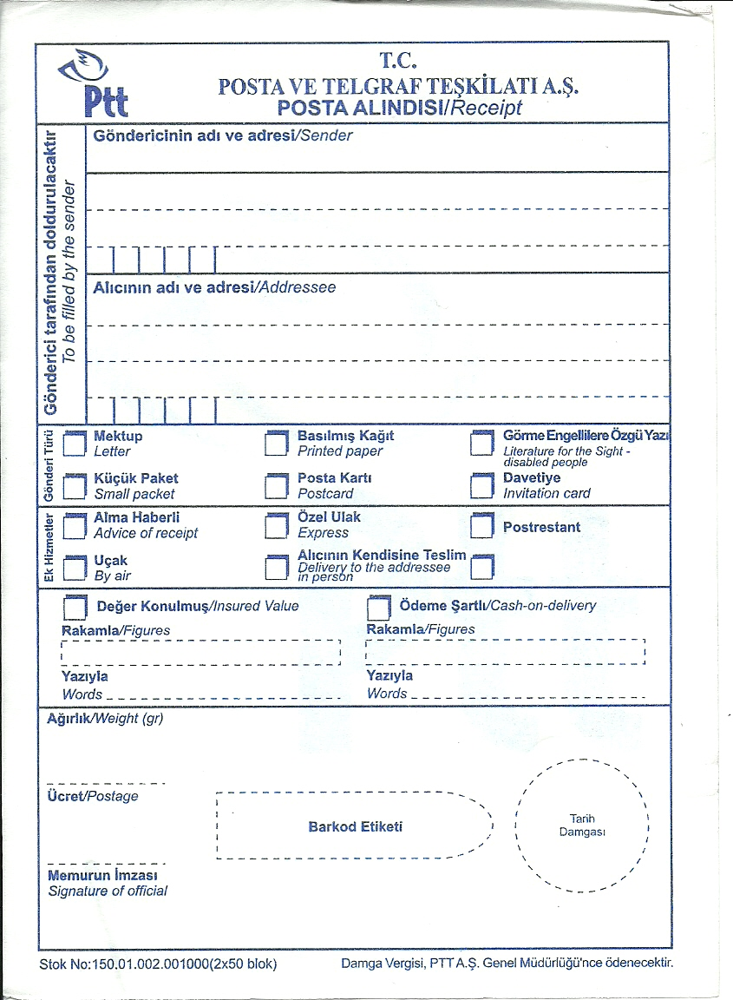 Ptt
T.C.
POSTA VE TELGRAF TEŞKİLATI A.Ş.
POSTA ALINDISI/Receipt
Gönderici tarafından doldurulacaktır
To be filled by the sender
Göndericinin adı ve adresi/Sender
Alıcının adı ve adresi/Addressee
Gönderi Türü
Mektup
Letter
Basılmış Kağıt
Printed paper
Görme Engellilere Özgü Yazı
Literature for the Sight -
disabled people
Küçük Paket
Small packet
Posta Kartı
Postcard
Davetiye
Invitation card
Ek Hizmetler
Alma Haberli
Advice of receipt
Özel Ulak
Express
Postrestant
Uçak
By air
Alıcının Kendisine Teslim
Delivery to the addressee
in person
Değer Konulmuş/Insured Value
Rakamla/Figures
Yazıyla
Words
Ödeme Şartlı/Cash-on-delivery
Rakamla/Figures
Yazıyla
Words
Ağırlık/Weight (gr)
Ücret/Postage
Barkod Etiketi
Tarih
Damgası
Memurun İmzası
Signature of official
Stok No:150.01.002.001000(2x50 blok)
Damga Vergisi, PTT A.Ş. Genel Müdürlüğü'nce ödenecektir.